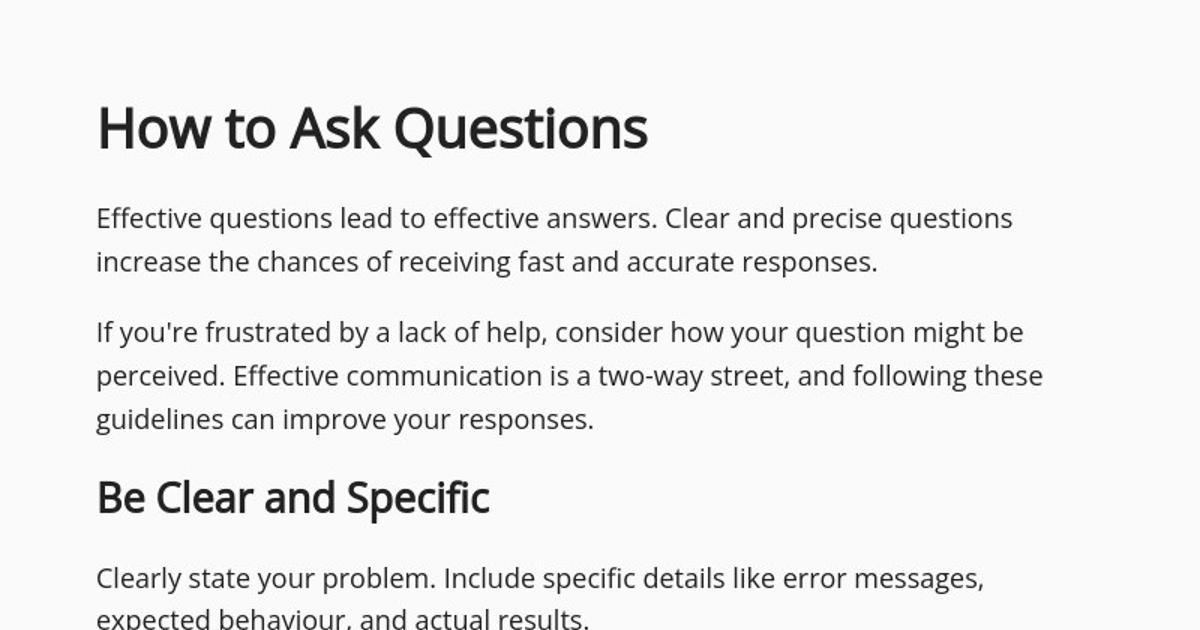 How to Ask Questions
Effective questions lead to effective answers. Clear and precise questions
increase the chances of receiving fast and accurate responses.
If you're frustrated by a lack of help, consider how your question might be
perceived. Effective communication is a two-way street, and following these
guidelines can improve your responses.
Be Clear and Specific
Clearly state your problem. Include specific details like error messages,
expected behaviour, and actual results.